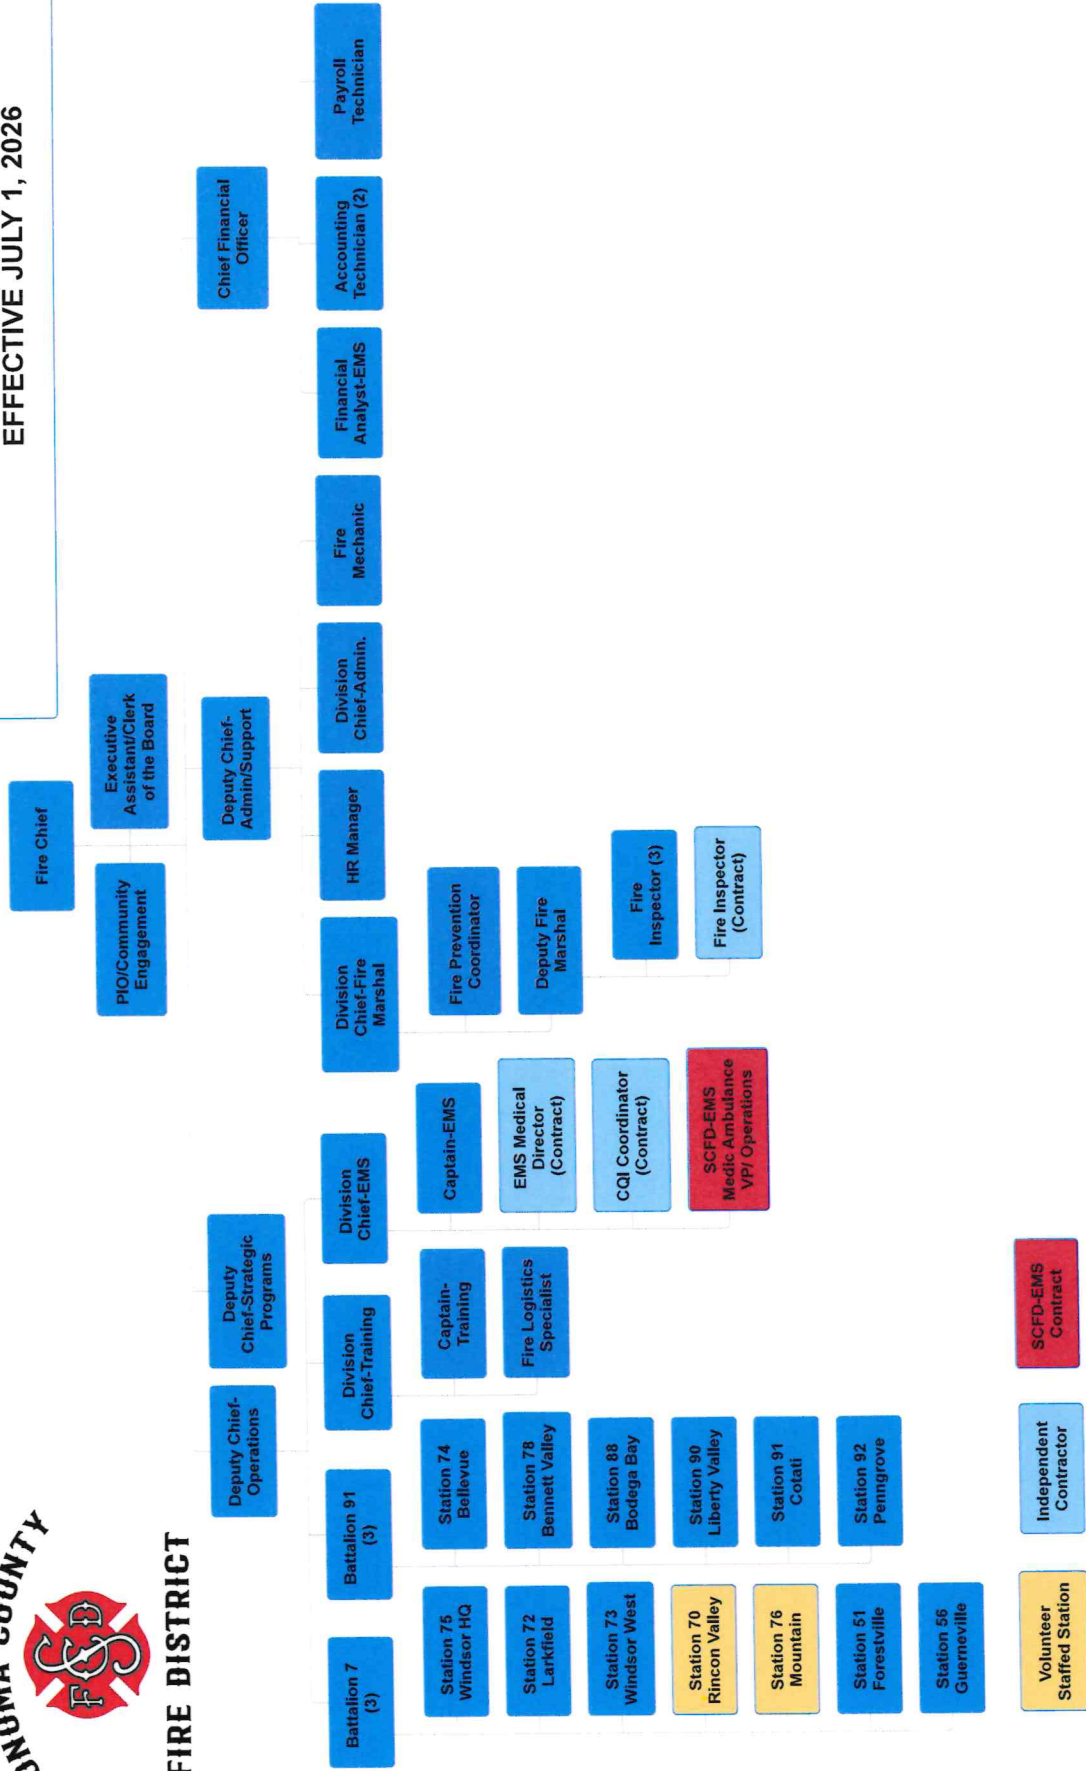 EFFECTIVE JULY 1, 2026
COUNTY
F S D
FIRE DISTRICT
Fire Chief
PIO/Community
Engagement
Executive
Assistant/Clerk
of the Board
Deputy Chief-
Operations
Deputy
Chief-Strategic
Programs
Deputy Chief-
Admin/Support
Chief Financial
Officer
Battalion 7
(3)
Battalion 91
(3)
Division
Chief-Training
Division
Chief-EMS
Division
Chief-Fire
Marshal
HR Manager
Division
Chief-Admin.
Fire
Mechanic
Financial
Analyst-EMS
Accounting
Technician (2)
Payroll
Technician
Station 75
Windsor HQ
Station 72
Larkfield
Station 73
Windsor West
Station 70
Rincon Valley
Station 76
Mountain
Station 51
Forestville
Station 56
Guerneville
Station 74
Bellevue
Station 78
Bennett Valley
Station 88
Bodega Bay
Station 90
Liberty Valley
Station 91
Cotati
Station 92
Penngrove
Captain-
Training
Fire Logistics
Specialist
Captain-EMS
EMS Medical
Director
(Contract)
CQI Coordinator
(Contract)
SCFD-EMS
Medic Ambulance
VP/ Operations
Fire Prevention
Coordinator
Deputy Fire
Marshal
Fire
Inspector (3)
Fire Inspector
(Contract)
Volunteer
Staffed Station
Independent
Contractor
SCFD-EMS
Contract